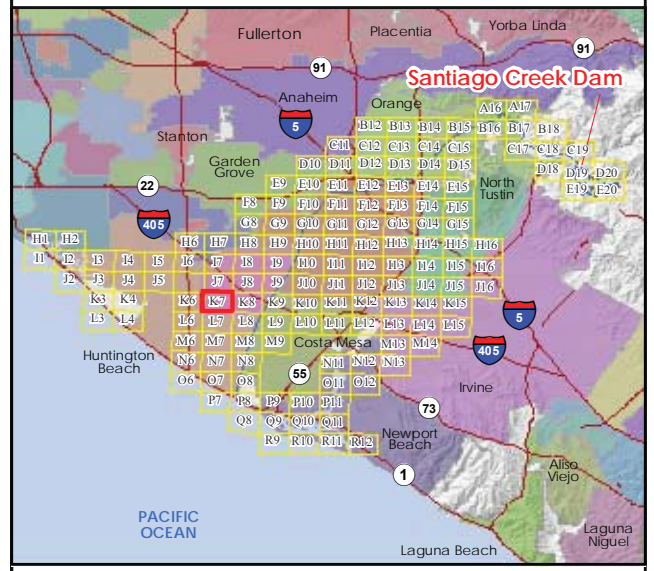 Fullerton
Placentia
Yorba Linda
91
91
Santiago Creek Dam
Anaheim
Orange
A16 A17
5
B12 B13 B14 B15 B16 B17 B18
Stanton
C11 C12 C13 C14 C15 C17 C18 C19
Garden
Grove
D10 D11 D12 D13 D14 D15 D18 D19 D20
22
E9 E10 E11 E12 E13 E14 E15 E19 E20
North
Tustin
F8 F9 F10 F11 F12 F13 F14 F15
405
G8 G9 G10 G11 G12 G13 G14 G15
H1 H2 H6 H7 H8 H9 H10 H11 H12 H13 H14 H15 H16
I1 I2 I3 I4 I5 I6 I7 I8 I9 I10 I11 I12 I13 I14 I15 I16
J2 J3 J4 J5 J7 J8 J9 J10 J11 J12 J13 J14 J15 J16
K3 K4 K6 K7 K8 K9 K10 K11 K12 K13 K14 K15
5
L3 L4 L6 L7 L8 L9 L10 L11 L12 L13 L14 L15
M6 M7 M8 M9 Costa Mesa M13 M14
405
Huntington
Beach
N6 N7 N8 N11 N12 N13
55
O6 O7 O8 O11 O12
Irvine
P7 P8 P9 P10 P11
73
Q8 Q9 Q10 Q11
Newport
Beach
R9 R10 R11 R12
1
Aliso
Viejo
PACIFIC
OCEAN
Laguna
Niguel
Laguna Beach